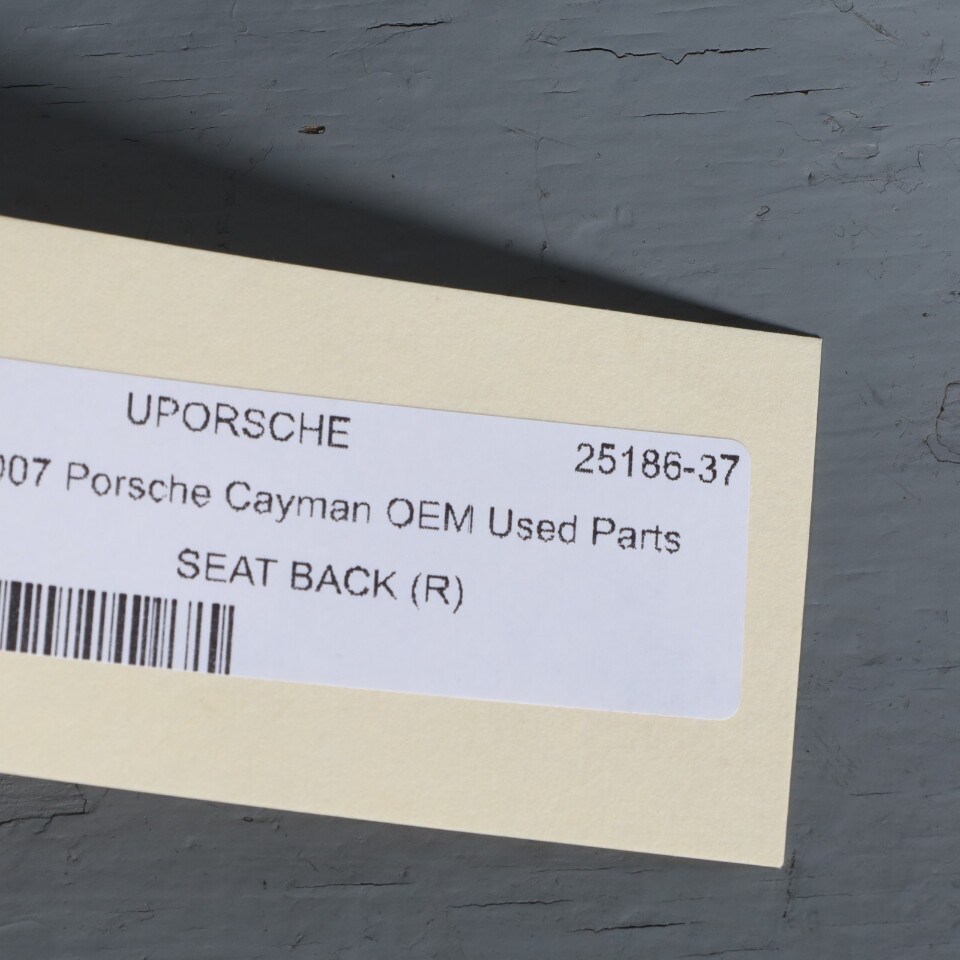 UPORSCHE
25186-37
007 Porsche Cayman OEM Used Parts
SEAT BACK (R)